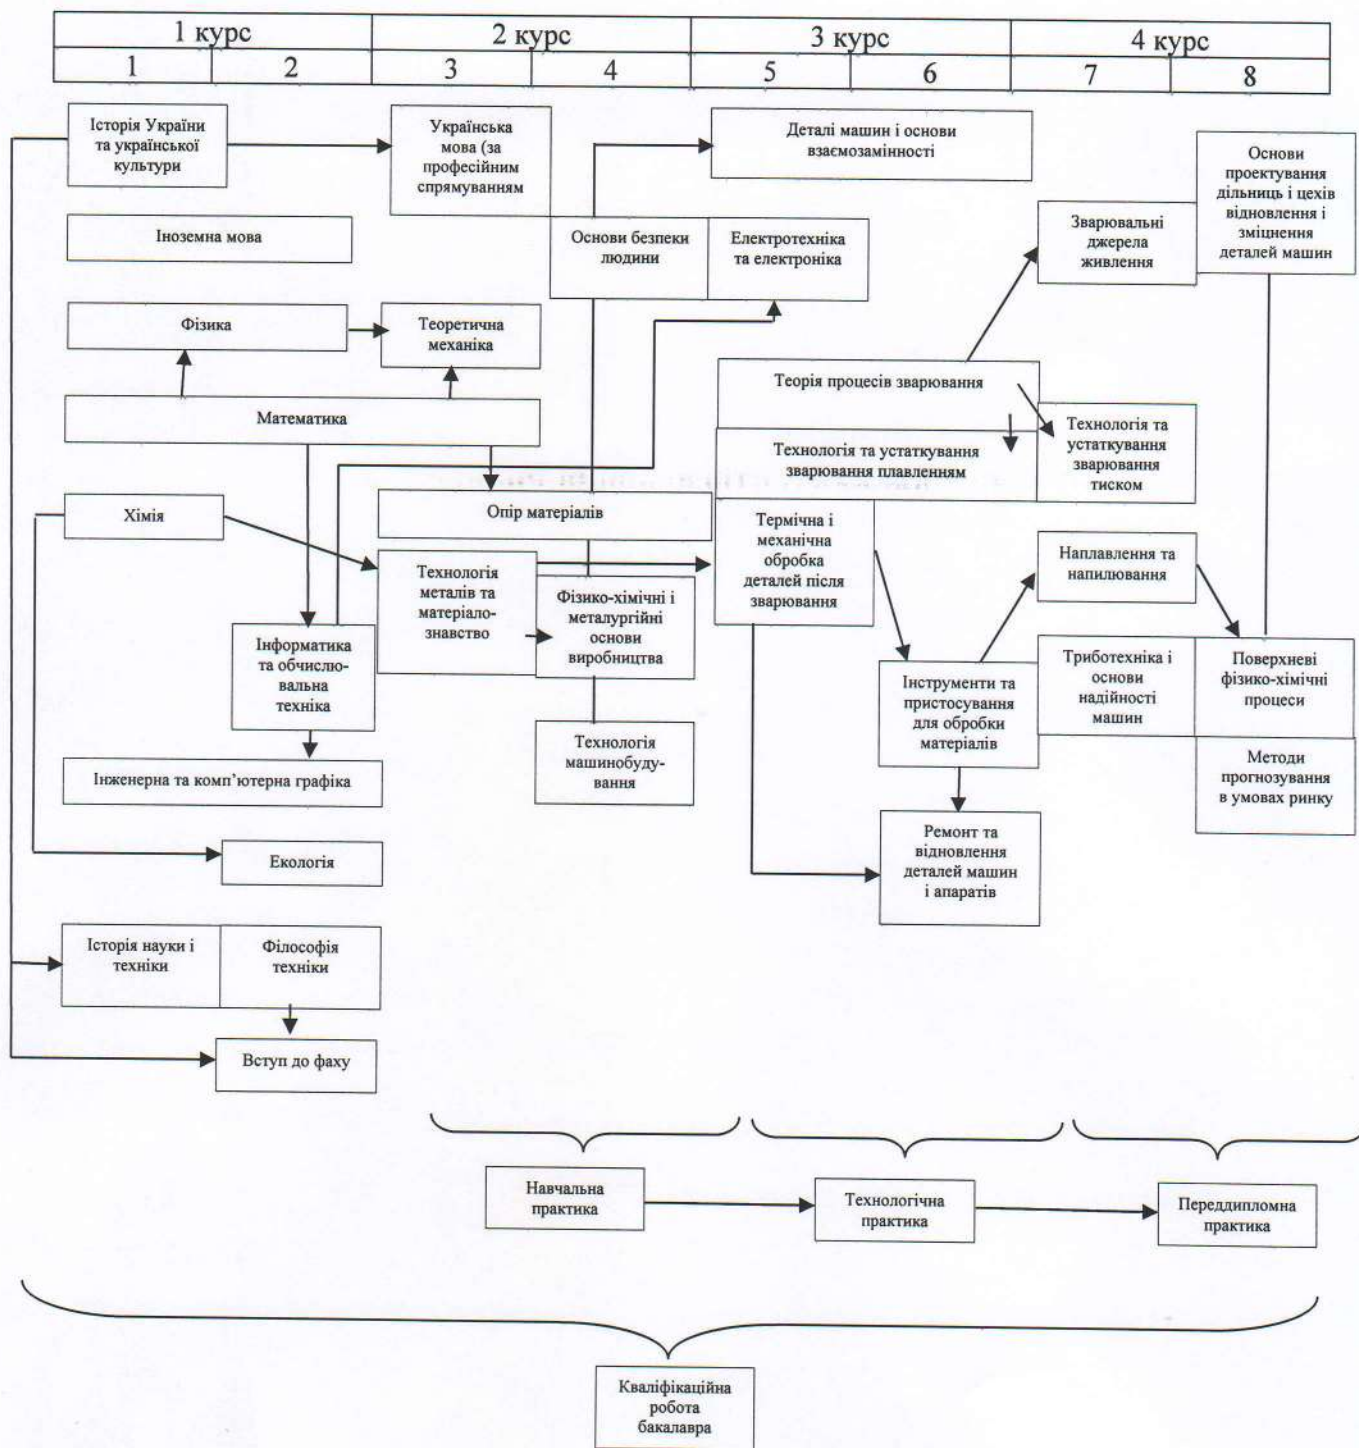 1 курс
2 курс
3 курс
4 курс
1
2
3
4
5
6
7
8
Історія України
та української
культури
Українська
мова (за
професійним
спрямуванням
Деталі машин і основи
взаємозамінності
Основи
проектування
дільниць і цехів
відновлення і
зміцнення
деталей машин
Іноземна мова
Основи безпеки
людини
Електротехніка
та електроніка
Зварювальні
джерела
живлення
Фізика
Теоретична
механіка
Теорія процесів зварювання
Математика
Технологія та устаткування
зварювання плавленням
Технологія та
устаткування
зварювання
тиском
Хімія
Опір матеріалів
Термічна і
механічна
обробка
деталей після
зварювання
Наплавлення та
напилювання
Технологія
металів та
матеріало-
знавство
Фізико-хімічні і
металургійні
основи
виробництва
Інформатика
та обчислю-
вальна
техніка
Інструменти та
пристосування
для обробки
матеріалів
Триботехніка і
основи
надійності
машин
Поверхневі
фізико-хімічні
процеси
Інженерна та комп’ютерна графіка
Технологія
машинобуду-
вання
Методи
прогнозування
в умовах ринку
Екологія
Ремонт та
відновлення
деталей машин
і апаратів
Історія науки і
техніки
Філософія
техніки
Вступ до фаху
Навчальна
практика
Технологічна
практика
Переддипломна
практика
Кваліфікаційна
робота
бакалавра